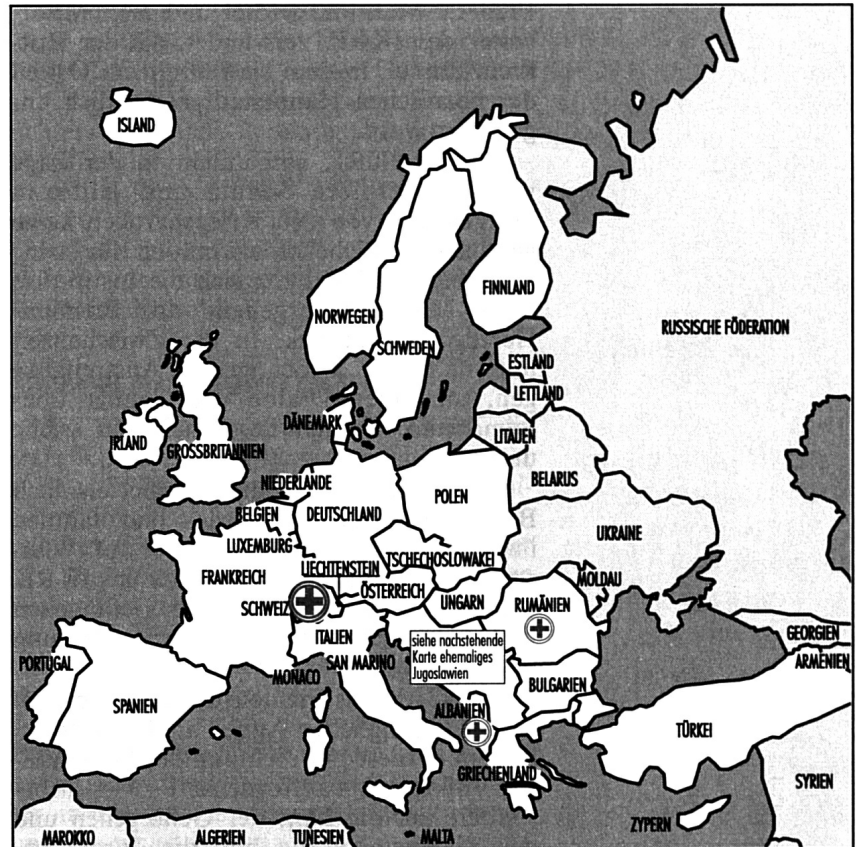 ISLAND
NORWEGEN
SCHWEDEN
FINNLAND
RUSSISCHE FÖDERATION
ESTLAND
LETTLAND
LITAUEN
DÄNEMARK
IRLAND
GROSSBRITANNIEN
NIEDERLANDE
BELGIEN
DEUTSCHLAND
POLEN
BELARUS
LUXEMBURG
UKRAINE
TSCHECHOSLOWAKEI
LIECHTENSTEIN
FRANKREICH
ÖSTERREICH
MOLDAU
SCHWEIZ
UNGARN
RUMÄNIEN
ITALIEN
siehe nachstehende
Karte ehemaliges
Jugoslawien
GEORGIEN
PORTUGAL
SAN MARINO
ARMENIEN
MONACO
BULGARIEN
SPANIEN
ALBANIEN
TÜRKEI
GRIECHENLAND
SYRIEN
ZYPERN
MAROKKO
ALGERIEN
TUNESIEN
MALTA